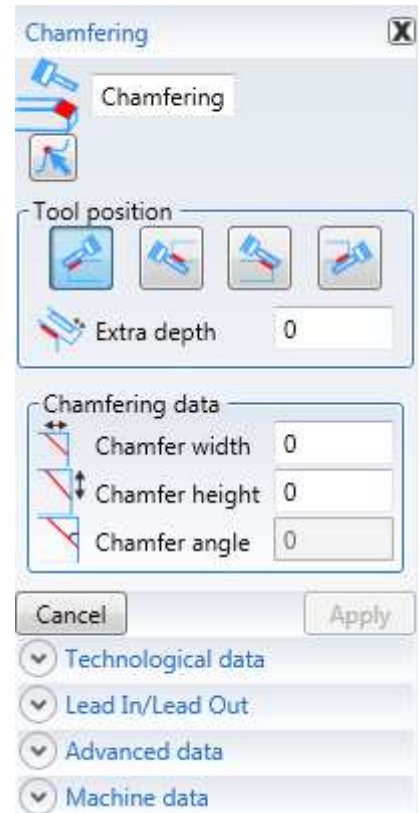 Chamfering
Chamfering
Tool position
Extra depth 0
Chamfering data
Chamfer width 0
Chamfer height 0
Chamfer angle 0
Cancel Apply
Technological data
Lead In/Lead Out
Advanced data
Machine data